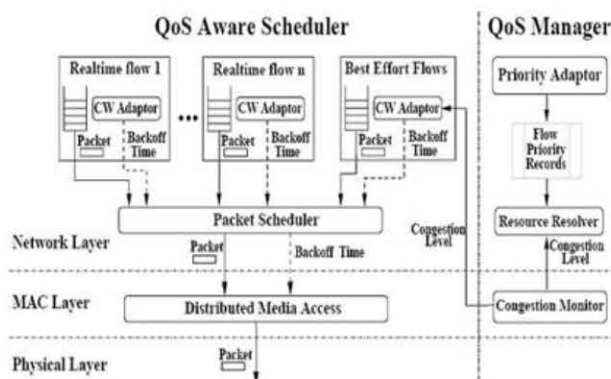 QoS Aware Scheduler
QoS Manager
Realtime flow 1
Realtime flow n
Best Effort Flows
Priority Adaptor
CW Adaptor
CW Adaptor
CW Adaptor
Packet
Backoff
Time
Packet
Backoff
Time
Packet
Backoff
Time
Flow
Priority
Records
Packet Scheduler
Resource Resolver
Network Layer
Packet
Backoff Time
Congestion
Level
Congestion
Level
MAC Layer
Distributed Media Access
Congestion Monitor
Physical Layer
Packet